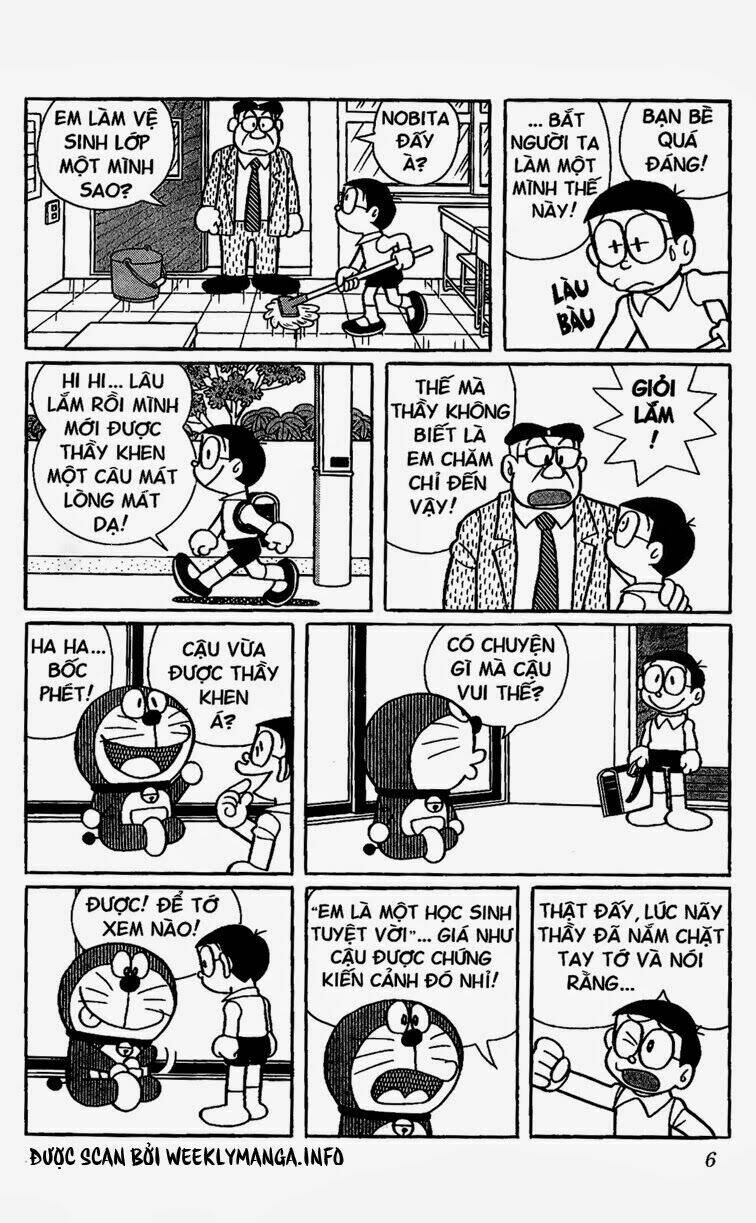 BẠN BÈ
QUÁ
ĐÁNG!
... BẮT
NGƯỜI TA
LÀM MỘT
MÌNH THẾ
NÀY!
LÀU
BÀU
NOBITA
ĐẤY
À?
EM LÀM VỆ
SINH LỚP
MỘT MÌNH
SAO?
GIỎI
LẮM
!
THẾ MÀ
THẦY KHÔNG
BIẾT LÀ
EM CHĂM
CHỈ ĐẾN
VẬY!
HI HI... LÂU
LẮM RỒI MÌNH
MỚI ĐƯỢC
THẦY KHEN
MỘT CÂU MÁT
LÒNG MÁT
DẠ!
CÓ CHUYỆN
GÌ MÀ CẬU
VUI THẾ?
CẬU VỪA
ĐƯỢC THẦY
KHEN
Á?
HA HA...
BỐC
PHÉT!
THẬT ĐẤY, LÚC NÃY
THẦY ĐÃ NẮM CHẶT
TAY TỚ VÀ NÓI
RẰNG...
"EM LÀ MỘT HỌC SINH
TUYỆT VỜI"... GIÁ NHƯ
CẬU ĐƯỢC CHỨNG
KIẾN CẢNH ĐÓ NHỈ!
ĐƯỢC! ĐỂ TỚ
XEM NÀO!
ĐƯỢC SCAN BỞI WEEKLYMANGA.INFO
6